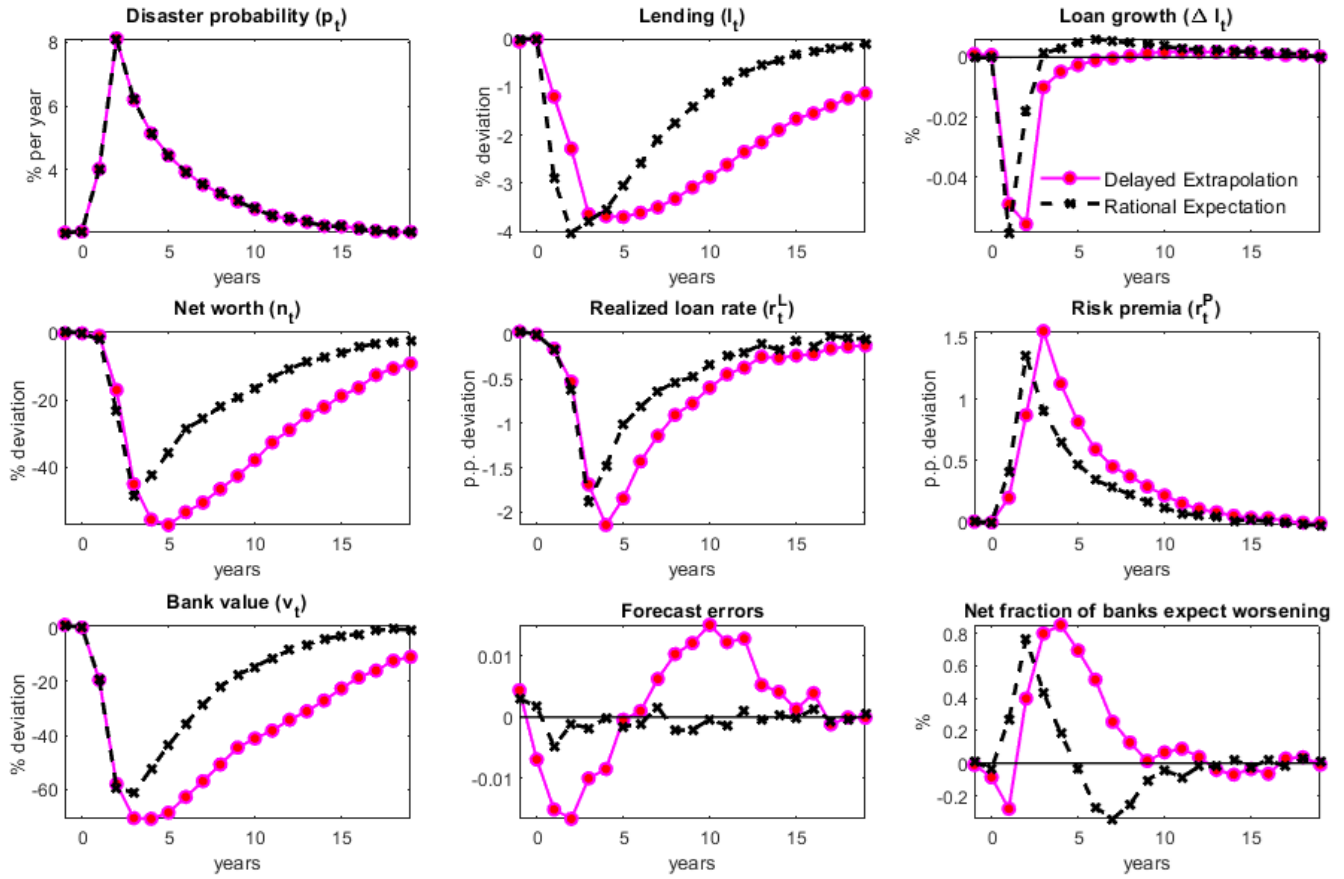 Disaster probability (p_t)
8
6
4
% per year
0
5
10
15
years
Lending (l_t)
0
-1
-2
-3
-4
% deviation
0
5
10
15
years
Loan growth (Δ l_t)
0
-0.02
-0.04
%
Delayed Extrapolation
Rational Expectation
0
5
10
15
years
Net worth (n_t)
0
-20
-40
% deviation
0
5
10
15
years
Realized loan rate (r_t^L)
0
-0.5
-1
-1.5
-2
p.p. deviation
0
5
10
15
years
Risk premia (r_t^P)
1.5
1
0.5
0
p.p. deviation
0
5
10
15
years
Bank value (v_t)
0
-20
-40
-60
% deviation
0
5
10
15
years
Forecast errors
0.01
0
-0.01
0
5
10
15
years
Net fraction of banks expect worsening
0.8
0.6
0.4
0.2
0
-0.2
%
0
5
10
15
years